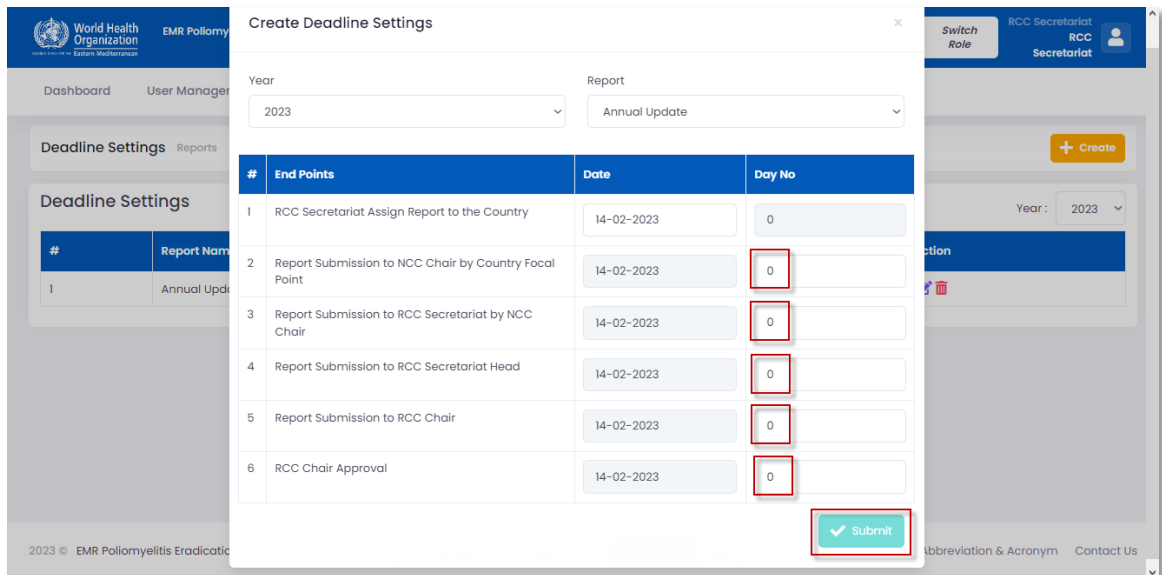 World Health
Organization
Eastern Mediterranean
EMR Poliomy
Create Deadline Settings
×
Switch
Role
RCC Secretariat
RCC
Secretariat
Dashboard
User Manager
Year
Report
2023
Annual Update
Deadline Settings Reports
Create
# End Points Date Day No
Deadline Settings
Year : 2023
1 RCC Secretariat Assign Report to the Country 14-02-2023 0
# Report Nam
ction
2 Report Submission to NCC Chair by Country Focal
Point
14-02-2023 0
1 Annual Upd
3 Report Submission to RCC Secretariat by NCC
Chair
14-02-2023 0
4 Report Submission to RCC Secretariat Head 14-02-2023 0
5 Report Submission to RCC Chair 14-02-2023 0
6 RCC Chair Approval 14-02-2023 0
Submit
2023 © EMR Poliomyelitis Eradicatic
Abbreviation & Acronym Contact Us